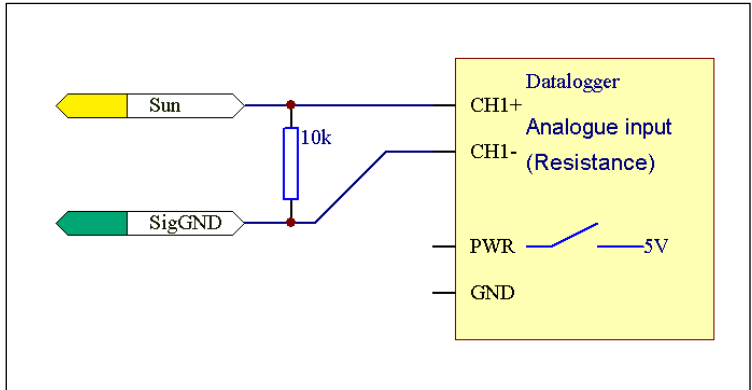 Datalogger
Sun
CH1+
Analogue input
10k
CH1-
(Resistance)
SigGND
PWR
5V
GND